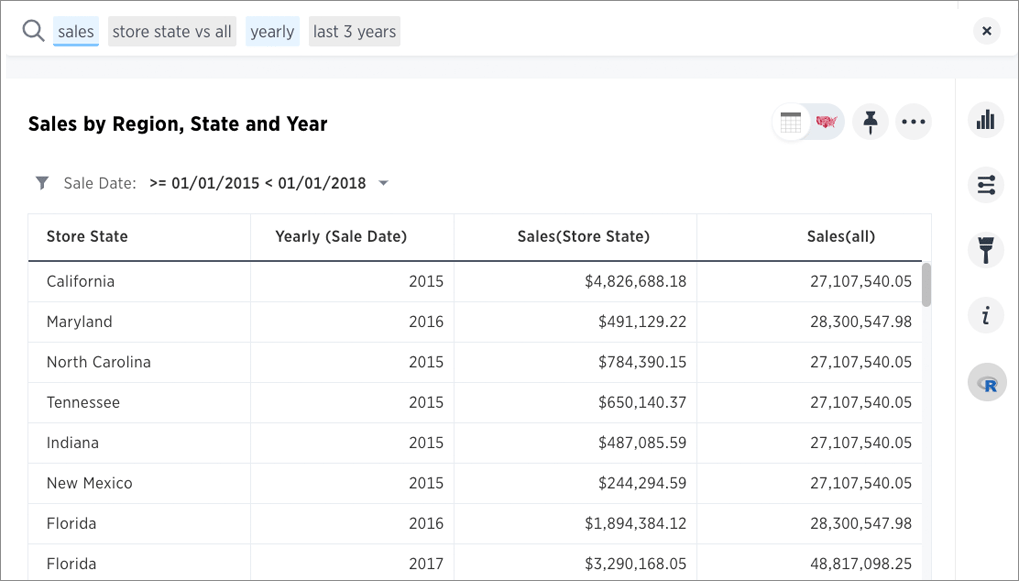 sales store state vs all yearly last 3 years
Sales by Region, State and Year
Sale Date: >= 01/01/2015 < 01/01/2018
Store State Yearly (Sale Date) Sales(Store State) Sales(all)
California 2015 $4,826,688.18 27,107,540.05
Maryland 2016 $491,129.22 28,300,547.98
North Carolina 2015 $784,390.15 27,107,540.05
Tennessee 2015 $650,140.37 27,107,540.05
Indiana 2015 $487,085.59 27,107,540.05
New Mexico 2015 $244,294.59 27,107,540.05
Florida 2016 $1,894,384.12 28,300,547.98
Florida 2017 $3,290,168.05 48,817,098.25
i
R